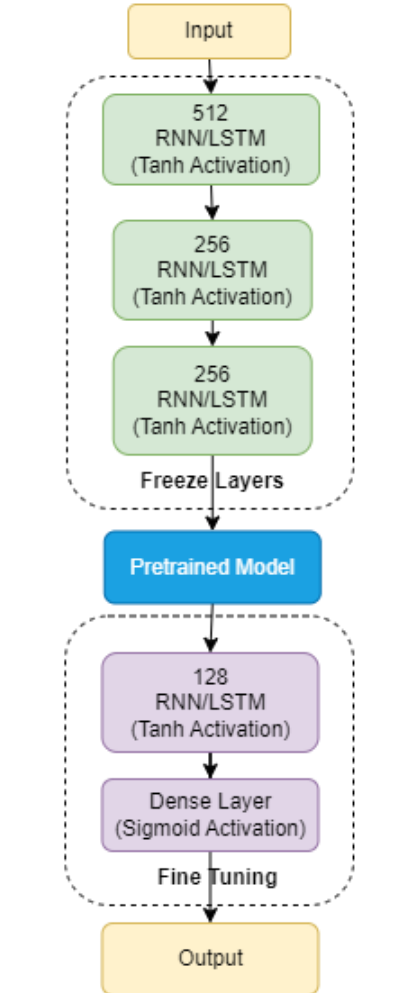 Input
512
RNN/LSTM
(Tanh Activation)
256
RNN/LSTM
(Tanh Activation)
256
RNN/LSTM
(Tanh Activation)
Freeze Layers
Pretrained Model
128
RNN/LSTM
(Tanh Activation)
Dense Layer
(Sigmoid Activation)
Fine Tuning
Output